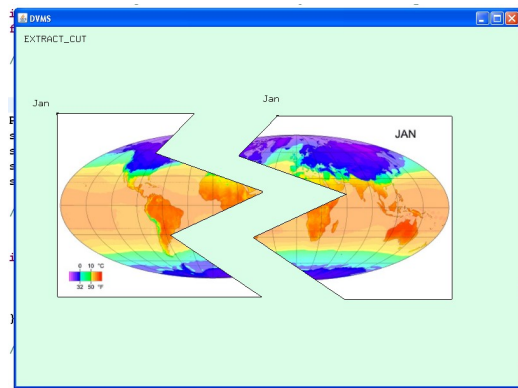 DVMS
EXTRACT_CUT
Jan
Jan
JAN
0 10 °C
32 50 °F